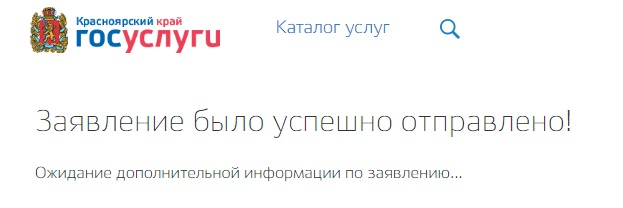 Красноярский край
госуслуги
Каталог услуг
Заявление было успешно отправлено!
Ожидание дополнительной информации по заявлению...